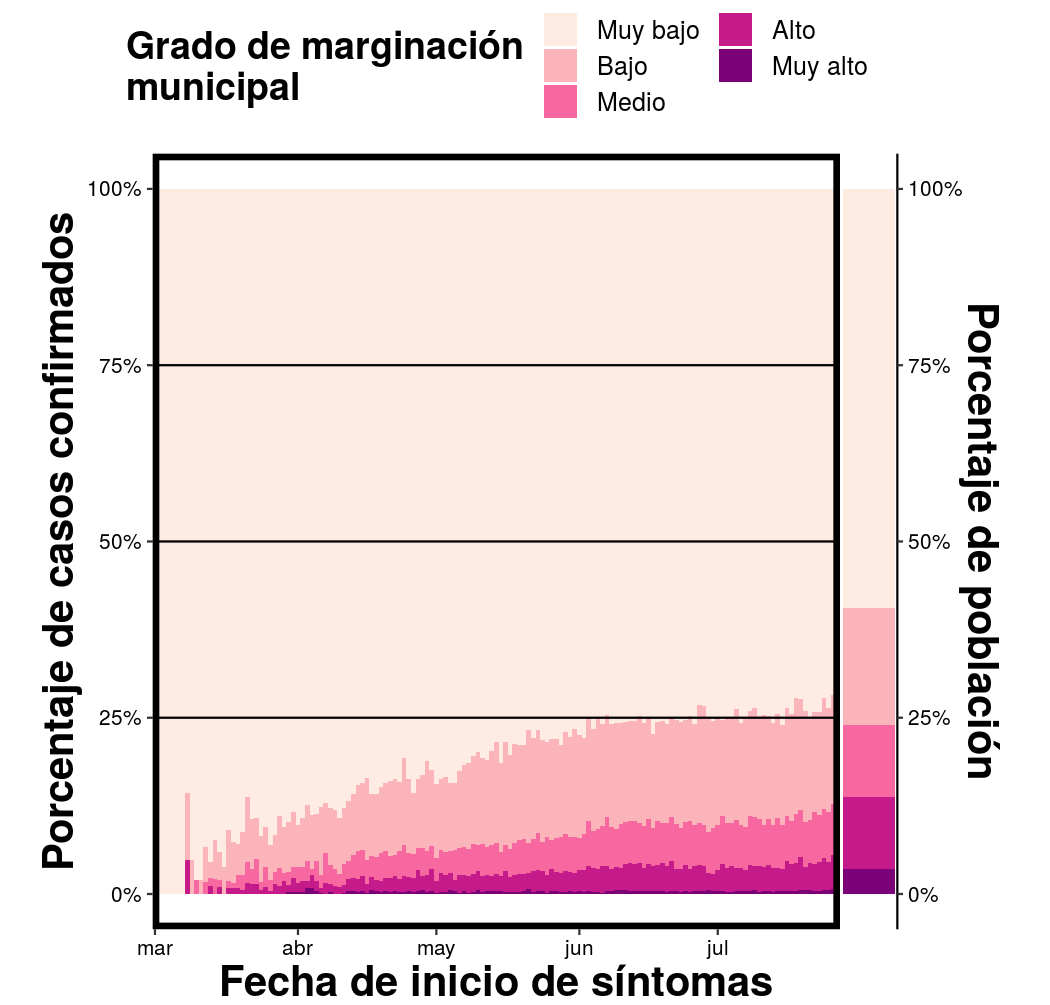 Grado de marginación
municipal
Muy bajo
Bajo
Medio
Alto
Muy alto
Porcentaje de casos confirmados
100%
75%
50%
25%
0%
100%
75%
50%
25%
0%
Porcentaje de población
mar
abr
may
jun
jul
Fecha de inicio de síntomas